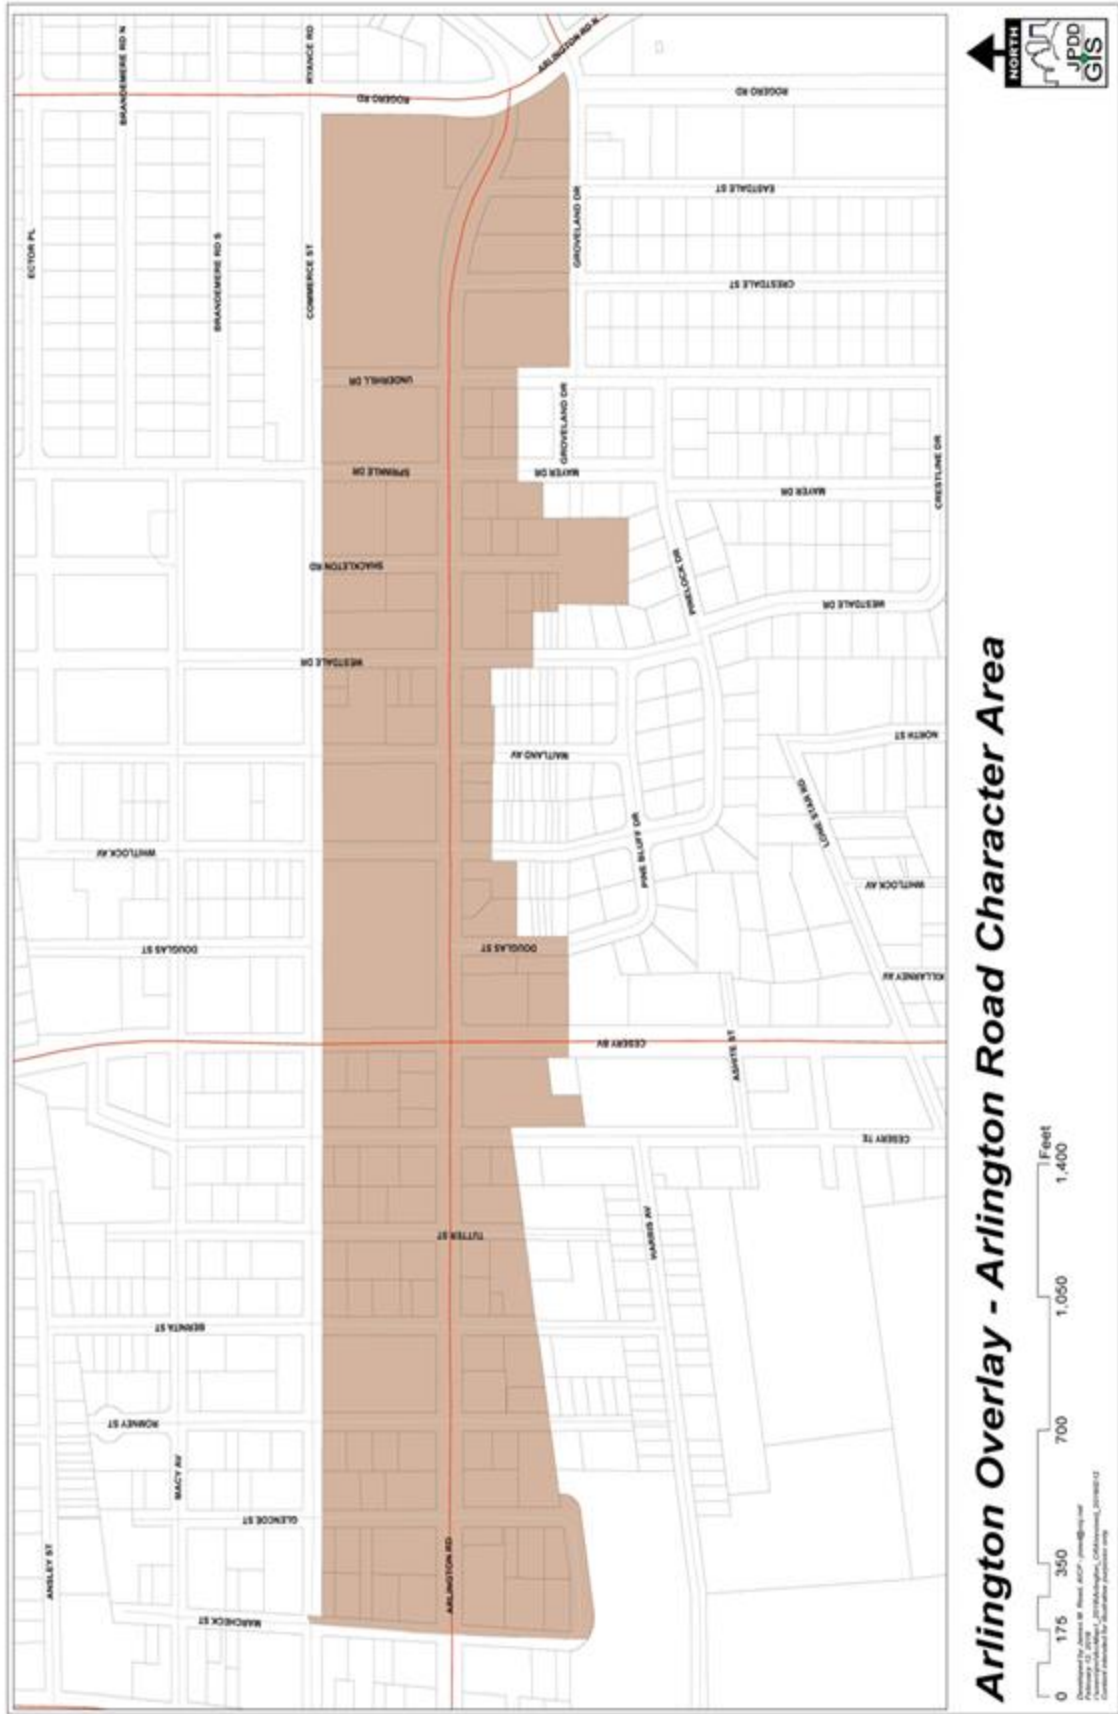 ECTOR PL
BRANDEMERE RD N
BRANDEMERE RD S
RYANCE RD
COMMERCE ST
ROGERO RD
ARLINGTON RD N
ROGERO RD
EASTDALE ST
GROVELAND DR
CRESTDALE ST
UNDERHILL DR
GROVELAND DR
SPRINKLE DR
MAYER DR
MAYER DR
CRESTLINE DR
SHACKLETON RD
PINELOCK DR
WESTDALE DR
WESTDALE DR
MAITLAND AV
NORTH ST
LONE STAR RD
WHITLOCK AV
PINE BLUFF DR
WHITLOCK AV
DOUGLAS ST
DOUGLAS ST
KILLARNEY AV
CESERY BV
ASHITE ST
CESERY TE
TUTTER ST
HARRIS AV
BERNITA ST
ROMNEY ST
MACY AV
GLENCOE ST
ANSLEY ST
ARLINGTON RD
MARCHECK ST
NORTH
JPDD
GIS
Arlington Overlay - Arlington Road Character Area
Feet
0 175 350 700 1,050 1,400
February 12, 2019